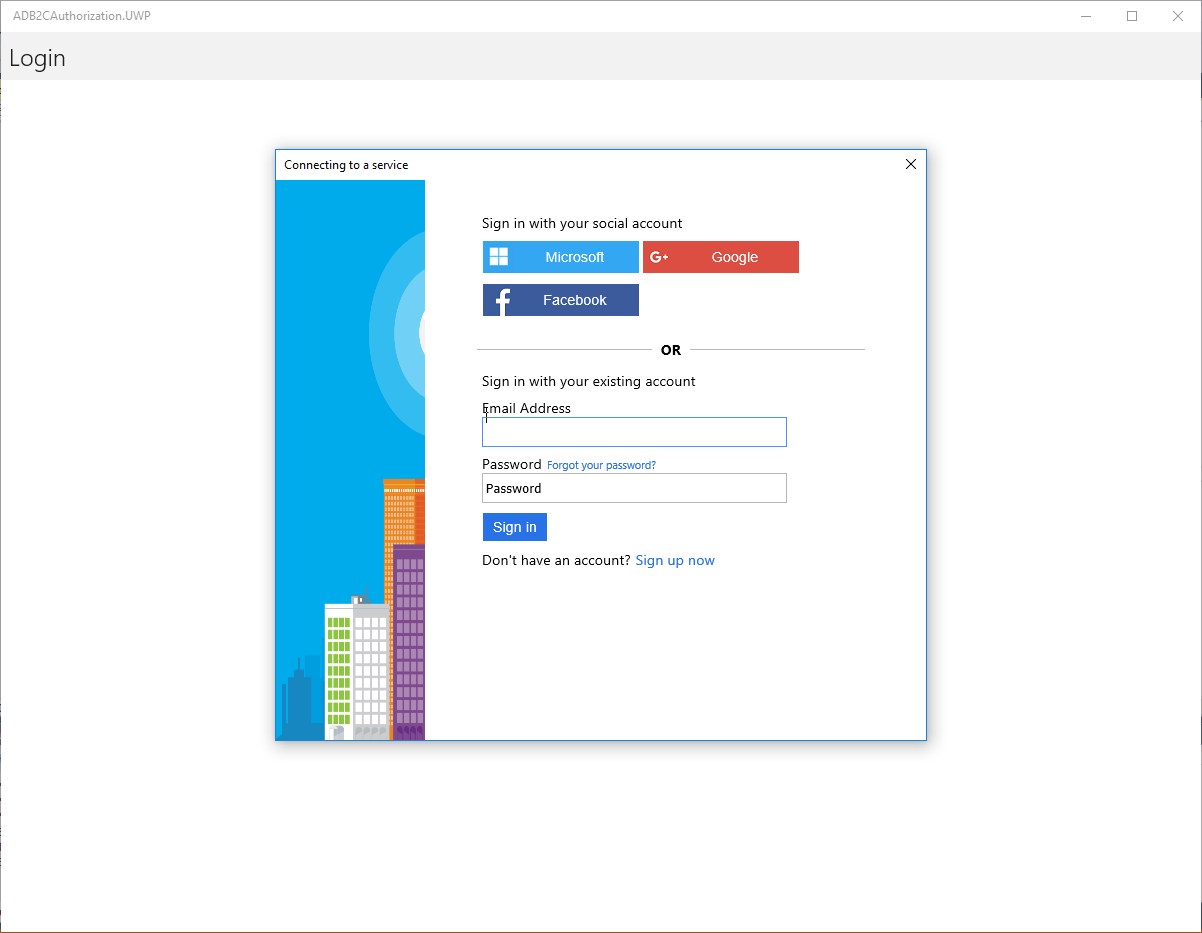 ADB2CAuthorization.UWP
Login
Connecting to a service
Sign in with your social account
Microsoft
G+ Google
f Facebook
OR
Sign in with your existing account
Email Address
Password Forgot your password?
Password
Sign in
Don't have an account? Sign up now